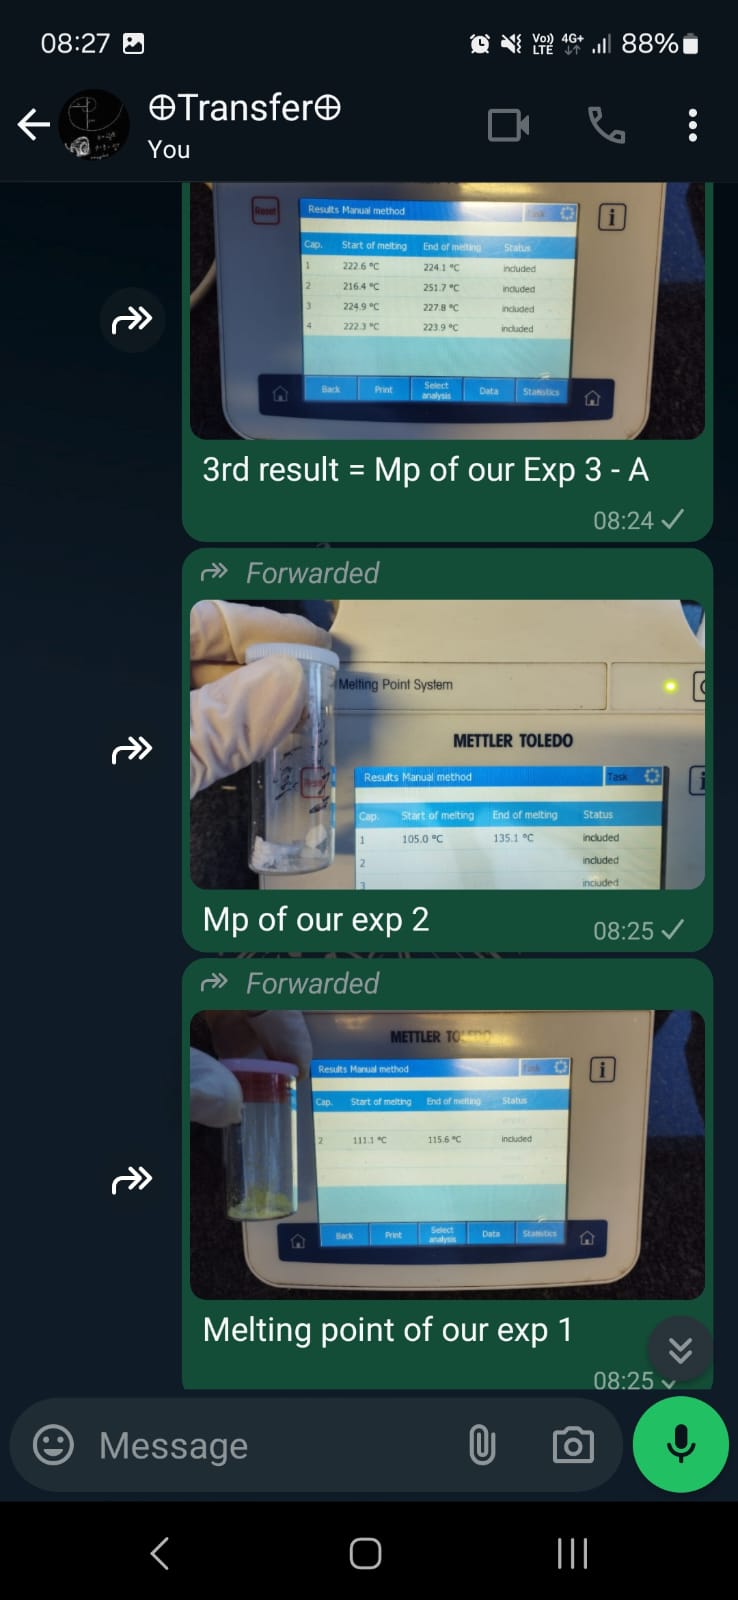 08:27
Vo)) LTE 4G+ 88%
⊕Transfer⊕
You
Reset
Results Manual method Task
i
Cap. Start of melting End of melting Status
1 222.6 °C 224.1 °C included
2 216.4 °C 251.7 °C included
3 224.9 °C 227.8 °C included
4 222.3 °C 223.9 °C included
Back Print Select analysis Data Statistics
3rd result = Mp of our Exp 3 - A
08:24
Forwarded
Melting Point System
METTLER TOLEDO
Results Manual method Task
i
Cap. Start of melting End of melting Status
1 105.0 °C 135.1 °C included
2 included
3 included
Mp of our exp 2
08:25
Forwarded
METTLER TOLEDO
Results Manual method Task
i
Cap. Start of melting End of melting Status
2 111.1 °C 115.6 °C included
Back Print Select analysis Data Statistics
Melting point of our exp 1
08:25
Message